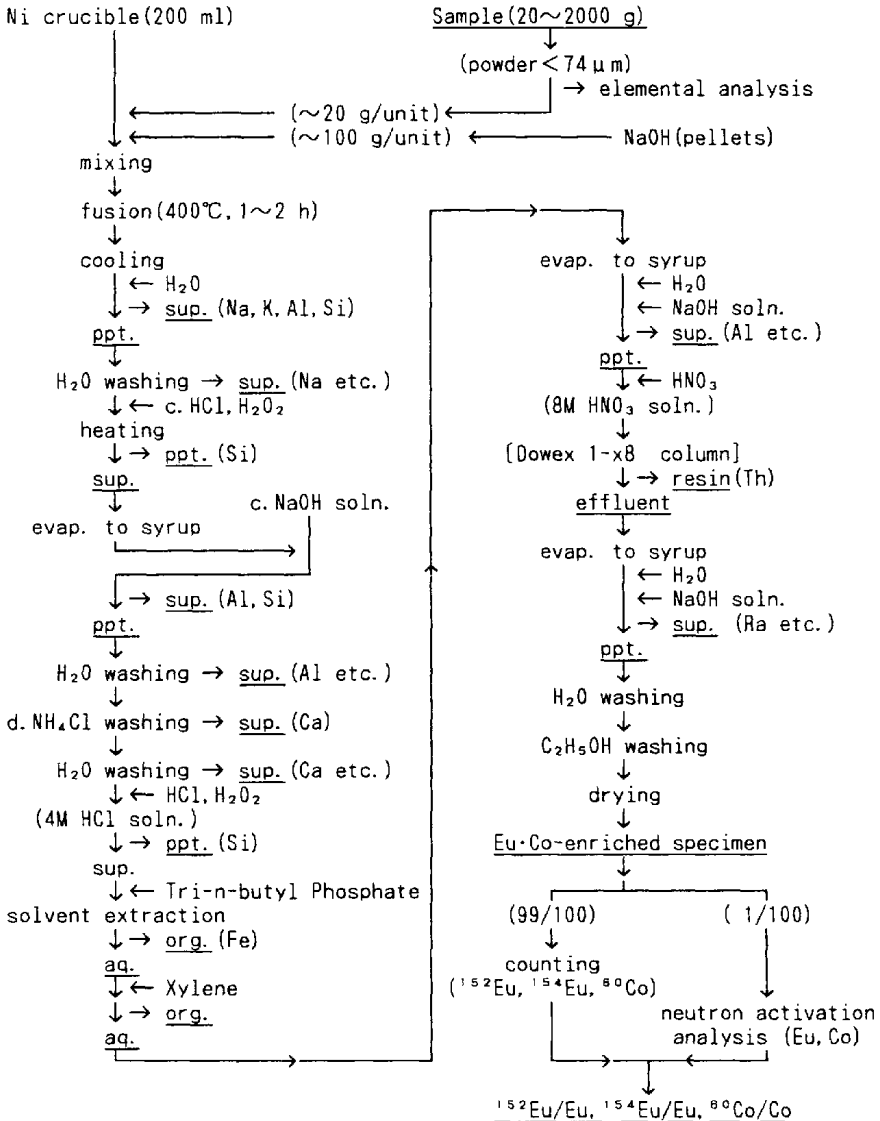 Ni crucible(200 ml)
Sample(20～2000 g)
(powder＜74μm)
→ elemental analysis
(～20 g/unit)
(～100 g/unit) ← NaOH(pellets)
mixing
fusion(400℃, 1～2 h)
cooling
← H₂O
→ sup. (Na, K, Al, Si)
ppt.
H₂O washing → sup. (Na etc.)
← c. HCl, H₂O₂
heating
→ ppt. (Si)
sup.
c. NaOH soln.
evap. to syrup
→ sup. (Al, Si)
ppt.
H₂O washing → sup. (Al etc.)
d. NH₄Cl washing → sup. (Ca)
H₂O washing → sup. (Ca etc.)
← HCl, H₂O₂
(4M HCl soln.)
→ ppt. (Si)
sup.
← Tri-n-butyl Phosphate
solvent extraction
→ org. (Fe)
aq.
← Xylene
→ org.
aq.
evap. to syrup
← H₂O
← NaOH soln.
→ sup. (Al etc.)
ppt.
← HNO₃
(8M HNO₃ soln.)
[Dowex 1-x8 column]
→ resin(Th)
effluent
evap. to syrup
← H₂O
← NaOH soln.
→ sup. (Ra etc.)
ppt.
H₂O washing
C₂H₅OH washing
drying
Eu·Co-enriched specimen
(99/100) ( 1/100)
counting
(¹⁵²Eu, ¹⁵⁴Eu, ⁶⁰Co)
neutron activation
analysis (Eu, Co)
¹⁵²Eu/Eu, ¹⁵⁴Eu/Eu, ⁶⁰Co/Co